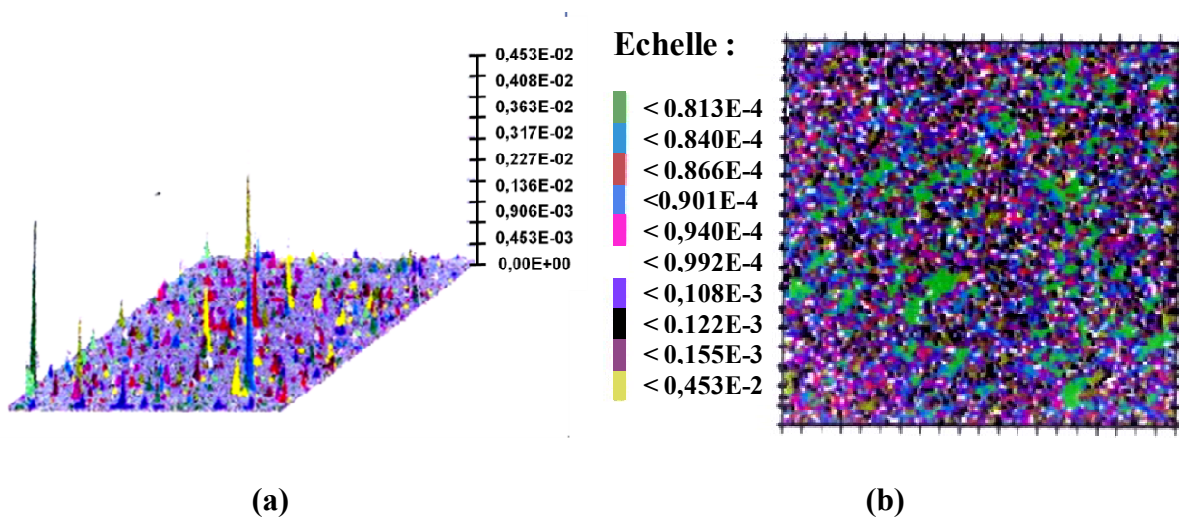 0,453E-02
0,408E-02
0,363E-02
0,317E-02
0,227E-02
0,136E-02
0,906E-03
0,453E-03
0,00E+00
(a)
Echelle :
< 0.813E-4
< 0.840E-4
< 0.866E-4
<0,901E-4
< 0,940E-4
< 0,992E-4
< 0,108E-3
< 0.122E-3
< 0,155E-3
< 0,453E-2
(b)